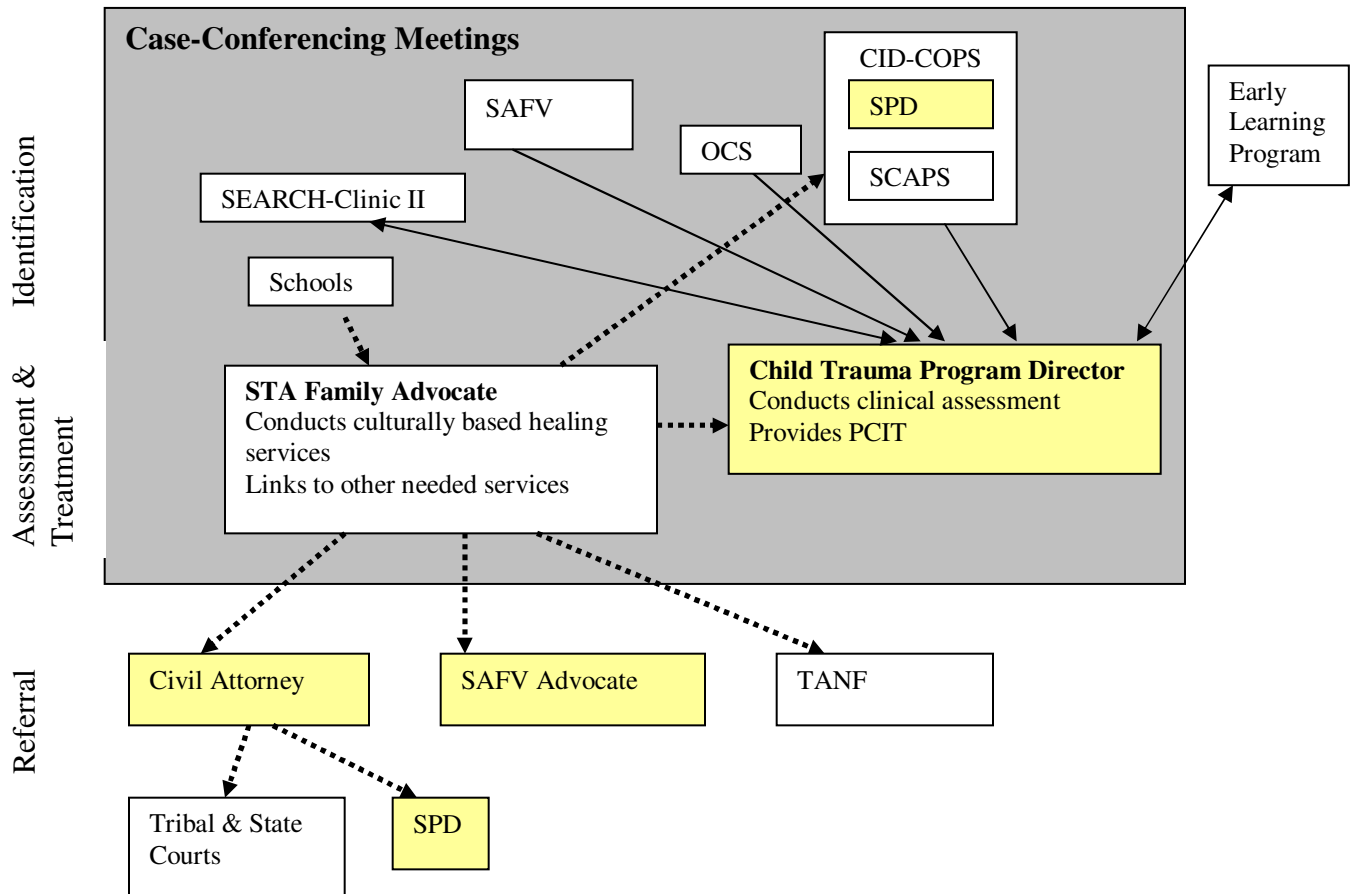 Case-Conferencing Meetings
CID-COPS
SPD
SCAPS
SAFV
OCS
Early
Learning
Program
SEARCH-Clinic II
Schools
Identification
STA Family Advocate
Conducts culturally based healing
services
Links to other needed services
Child Trauma Program Director
Conducts clinical assessment
Provides PCIT
Assessment &
Treatment
Civil Attorney
SAFV Advocate
TANF
Referral
Tribal & State
Courts
SPD